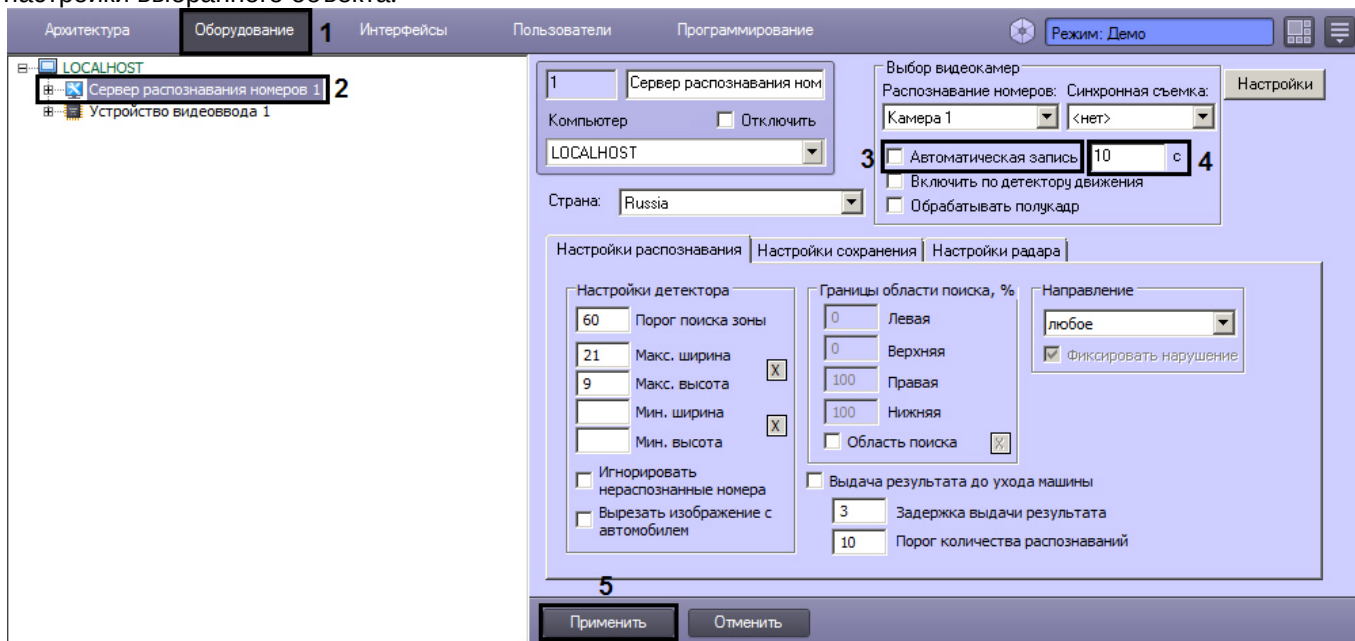 настройки выбранного объекта.
Архитектура Оборудование 1 Интерфейсы Пользователи Программирование Режим: Демо
LOCALHOST
Сервер распознавания номеров 1 2
Устройство видеоввода 1
1 Сервер распознавания ном
Компьютер Отключить
LOCALHOST
Страна: Russia
Выбор видеокамер
Распознавание номеров: Синхронная съемка:
Камера 1 <нет>
3 Автоматическая запись 10 с 4
Включить по детектору движения
Обрабатывать полукадр
Настройки
Настройки распознавания Настройки сохранения Настройки радара
Настройки детектора
60 Порог поиска зоны
21 Макс. ширина
X
9 Макс. высота
Мин. ширина
X
Мин. высота
Игнорировать
нераспознанные номера
Вырезать изображение с
автомобилем
Границы области поиска, %
0 Левая
0 Верхняя
100 Правая
100 Нижняя
Область поиска X
Направление
любое
Фиксировать нарушение
Выдача результата до ухода машины
3 Задержка выдачи результата
10 Порог количества распознаваний
5
Применить Отменить